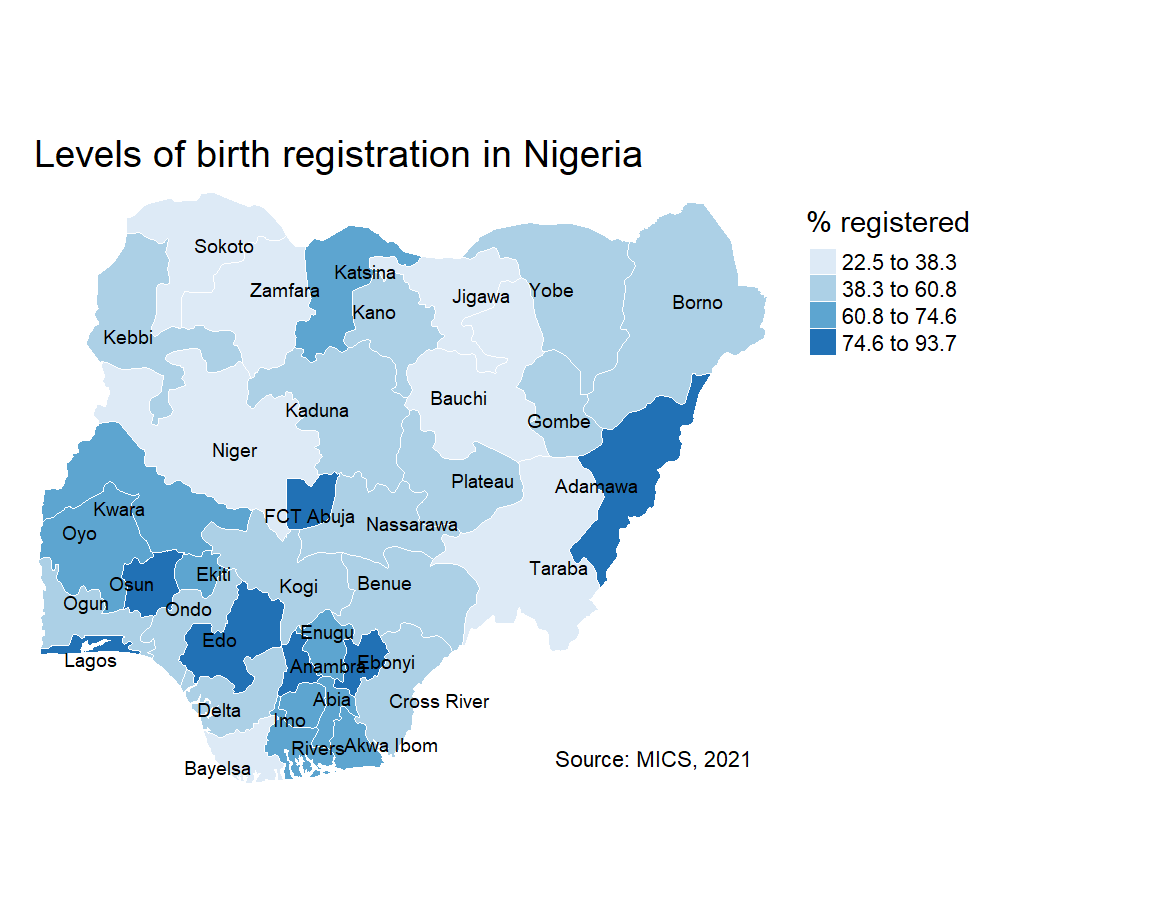 Levels of birth registration in Nigeria
% registered
22.5 to 38.3
38.3 to 60.8
60.8 to 74.6
74.6 to 93.7
Sokoto
Zamfara
Katsina
Kano
Jigawa
Yobe
Borno
Kebbi
Kaduna
Bauchi
Gombe
Niger
Plateau
Adamawa
Kwara
FCT Abuja
Nassarawa
Oyo
Taraba
Osun
Ekiti
Kogi
Benue
Ogun
Ondo
Edo
Enugu
Lagos
Anambra
Ebonyi
Abia
Cross River
Delta
Imo
Rivers
Akwa Ibom
Bayelsa
Source: MICS, 2021